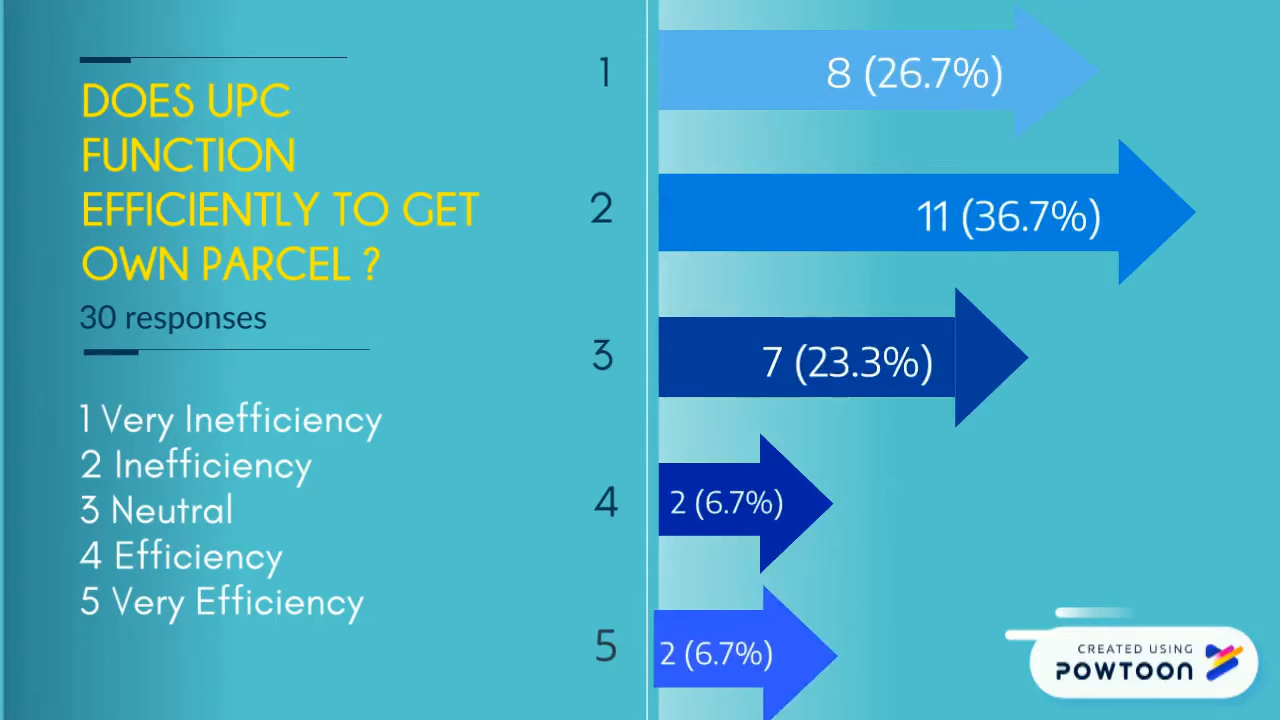 DOES UPC
FUNCTION
EFFICIENTLY TO GET
OWN PARCEL ?
30 responses
1 Very Inefficiency
2 Inefficiency
3 Neutral
4 Efficiency
5 Very Efficiency
1 8 (26.7%)
2 11 (36.7%)
3 7 (23.3%)
4 2 (6.7%)
5 2 (6.7%)
CREATED USING
POWTOON